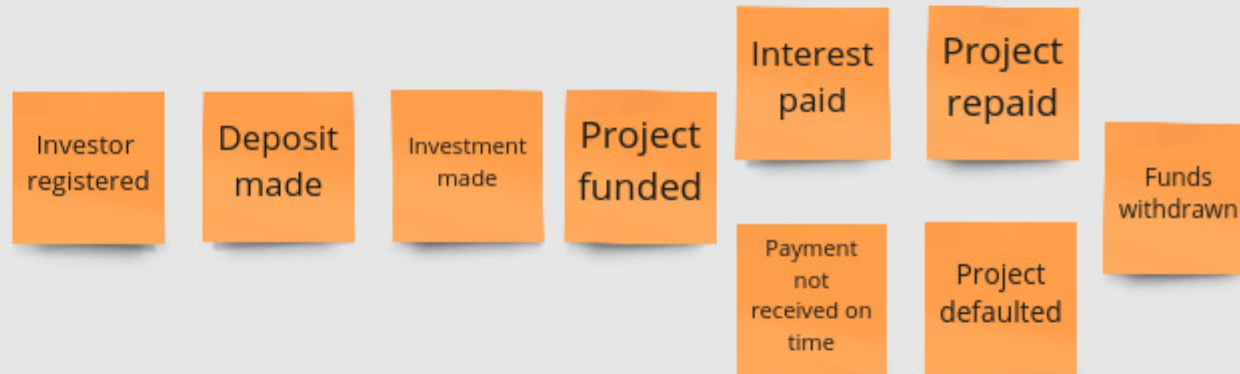 Investor
registered
Deposit
made
Investment
made
Project
funded
Interest
paid
Project
repaid
Payment
not
received on
time
Project
defaulted
Funds
withdrawn